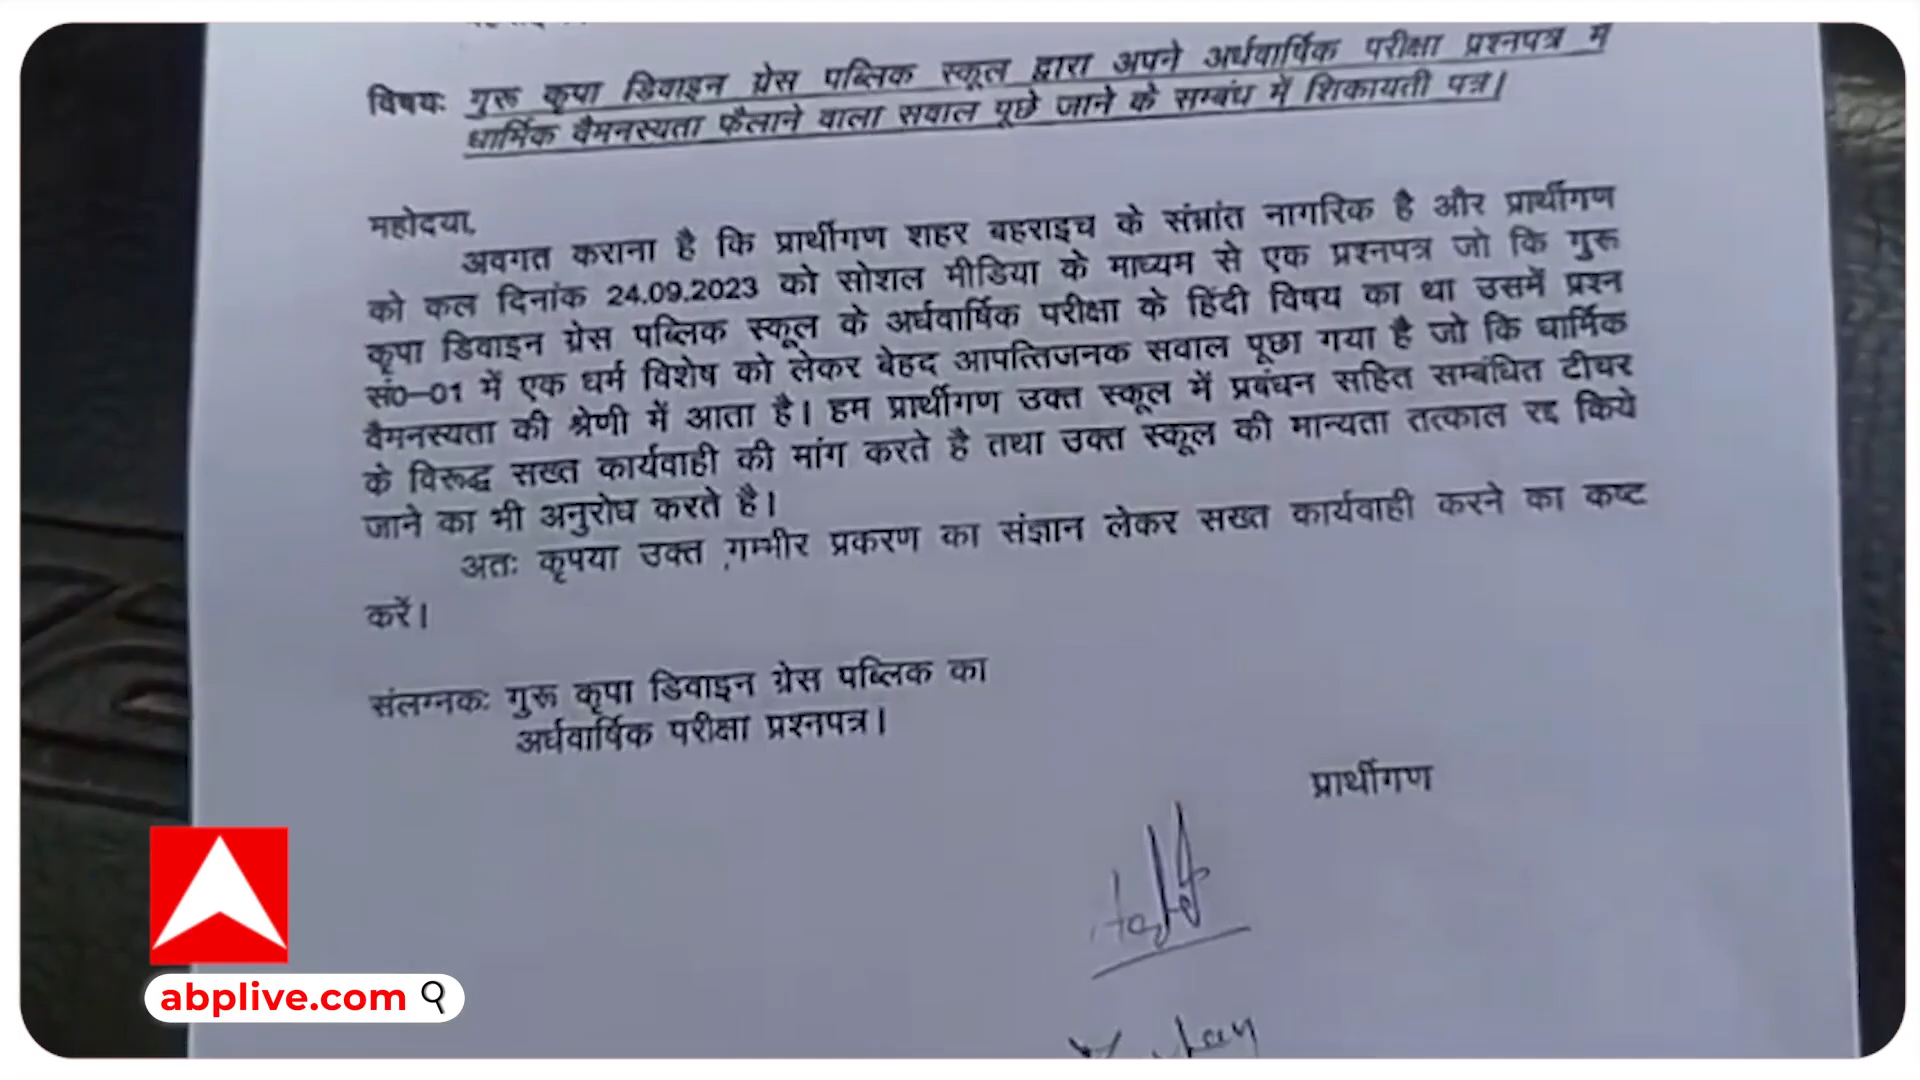 विषयः गुरू कृपा डिवाइन ग्रेस पब्लिक स्कूल द्वारा अपने अर्धवार्षिक परीक्षा प्रश्नपत्र में
धार्मिक वैमनस्यता फैलाने वाला सवाल पूछे जाने के सम्बंध में शिकायती पत्र।
महोदया,
अवगत कराना है कि प्रार्थीगण शहर बहराइच के संभ्रांत नागरिक है और प्रार्थीगण
को कल दिनांक 24.09.2023 को सोशल मीडिया के माध्यम से एक प्रश्नपत्र जो कि गुरू
कृपा डिवाइन ग्रेस पब्लिक स्कूल के अर्धवार्षिक परीक्षा के हिंदी विषय का था उसमें प्रश्न
सं0–01 में एक धर्म विशेष को लेकर बेहद आपत्तिजनक सवाल पूछा गया है जो कि धार्मिक
वैमनस्यता की श्रेणी में आता है। हम प्रार्थीगण उक्त स्कूल में प्रबंधन सहित सम्बंधित टीचर
के विरूद्ध सख्त कार्यवाही की मांग करते है तथा उक्त स्कूल की मान्यता तत्काल रद्द किये
जाने का भी अनुरोध करते है।
अतः कृपया उक्त गम्भीर प्रकरण का संज्ञान लेकर सख्त कार्यवाही करने का कष्ट
करें।
संलग्नकः गुरू कृपा डिवाइन ग्रेस पब्लिक का
अर्धवार्षिक परीक्षा प्रश्नपत्र।
प्रार्थीगण
abplive.com